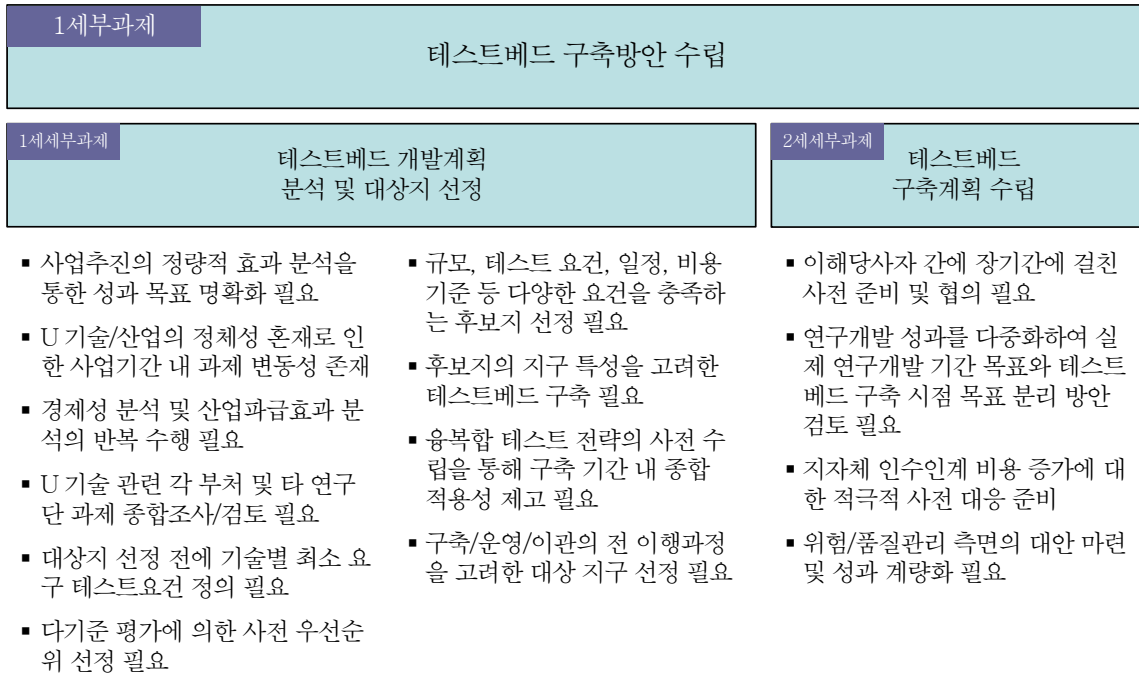 1세부과제
테스트베드 구축방안 수립
1세세부과제
테스트베드 개발계획
분석 및 대상지 선정
▪ 사업추진의 정량적 효과 분석을
통한 성과 목표 명확화 필요
▪ U 기술/산업의 정체성 혼재로 인
한 사업기간 내 과제 변동성 존재
▪ 경제성 분석 및 산업파급효과 분
석의 반복 수행 필요
▪ U 기술 관련 각 부처 및 타 연구
단 과제 종합조사/검토 필요
▪ 대상지 선정 전에 기술별 최소 요
구 테스트요건 정의 필요
▪ 다기준 평가에 의한 사전 우선순
위 선정 필요
▪ 규모, 테스트 요건, 일정, 비용
기준 등 다양한 요건을 충족하
는 후보지 선정 필요
▪ 후보지의 지구 특성을 고려한
테스트베드 구축 필요
▪ 융복합 테스트 전략의 사전 수
립을 통해 구축 기간 내 종합
적용성 제고 필요
▪ 구축/운영/이관의 전 이행과정
을 고려한 대상 지구 선정 필요
2세세부과제
테스트베드
구축계획 수립
▪ 이해당사자 간에 장기간에 걸친
사전 준비 및 협의 필요
▪ 연구개발 성과를 다중화하여 실
제 연구개발 기간 목표와 테스트
베드 구축 시점 목표 분리 방안
검토 필요
▪ 지자체 인수인계 비용 증가에 대
한 적극적 사전 대응 준비
▪ 위험/품질관리 측면의 대안 마련
및 성과 계량화 필요